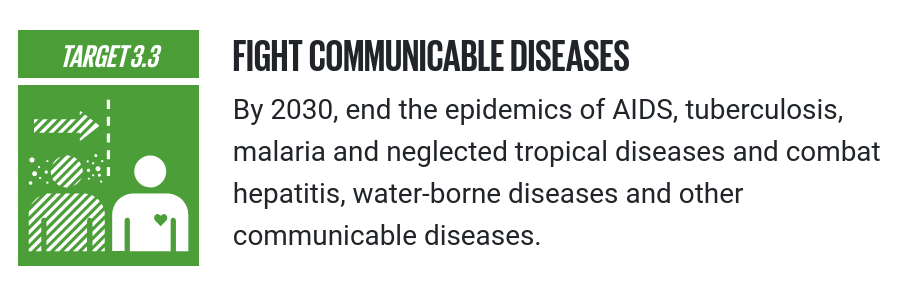 TARGET 3.3
FIGHT COMMUNICABLE DISEASES
By 2030, end the epidemics of AIDS, tuberculosis,
malaria and neglected tropical diseases and combat
hepatitis, water-borne diseases and other
communicable diseases.